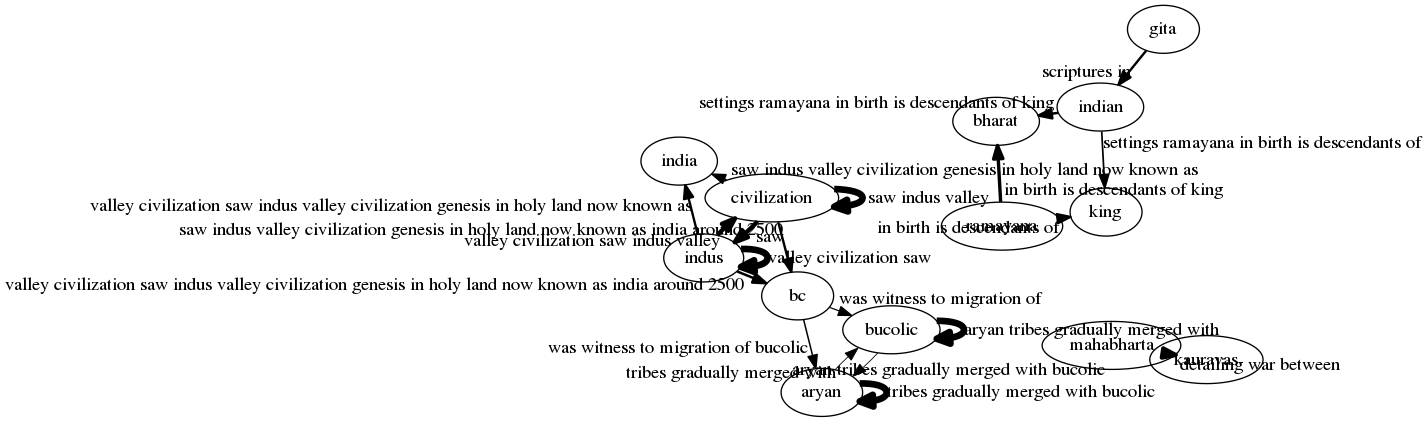 gita
scriptures in
settings ramayana in birth is descendants of king
indian
bharat
settings ramayana in birth is descendants of
india
saw indus valley civilization genesis in holy land now known as
in birth is descendants of king
civilization
saw indus valley
valley civilization saw indus valley civilization genesis in holy land now known as
king
ramayana
in birth is descendants of
saw indus valley civilization genesis in holy land now known as india around 2500
saw
valley civilization saw indus valley
indus
valley civilization saw
valley civilization saw indus valley civilization genesis in holy land now known as india around 2500
bc
was witness to migration of
bucolic
aryan tribes gradually merged with
mahabharta
was witness to migration of bucolic
kauravas
detailing war between
tribes gradually merged with
aryan tribes gradually merged with bucolic
aryan
tribes gradually merged with bucolic